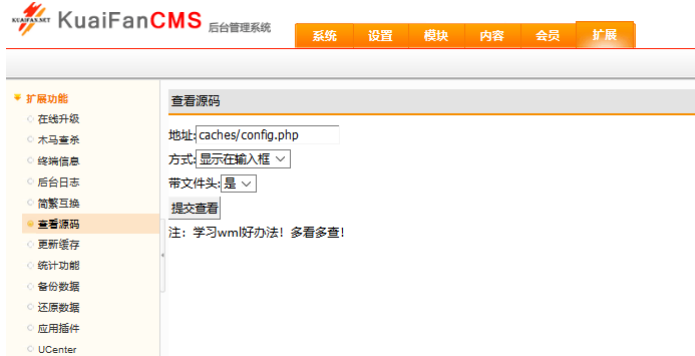 KUAIFAN.NET KuaiFanCMS 后台管理系统
系统 设置 模块 内容 会员 扩展
扩展功能
在线升级
木马查杀
终端信息
后台日志
简繁互换
查看源码
更新缓存
统计功能
备份数据
还原数据
应用插件
UCenter
查看源码
地址:caches/config.php
方式:显示在输入框
带文件头:是
提交查看
注：学习wml好办法！多看多查！